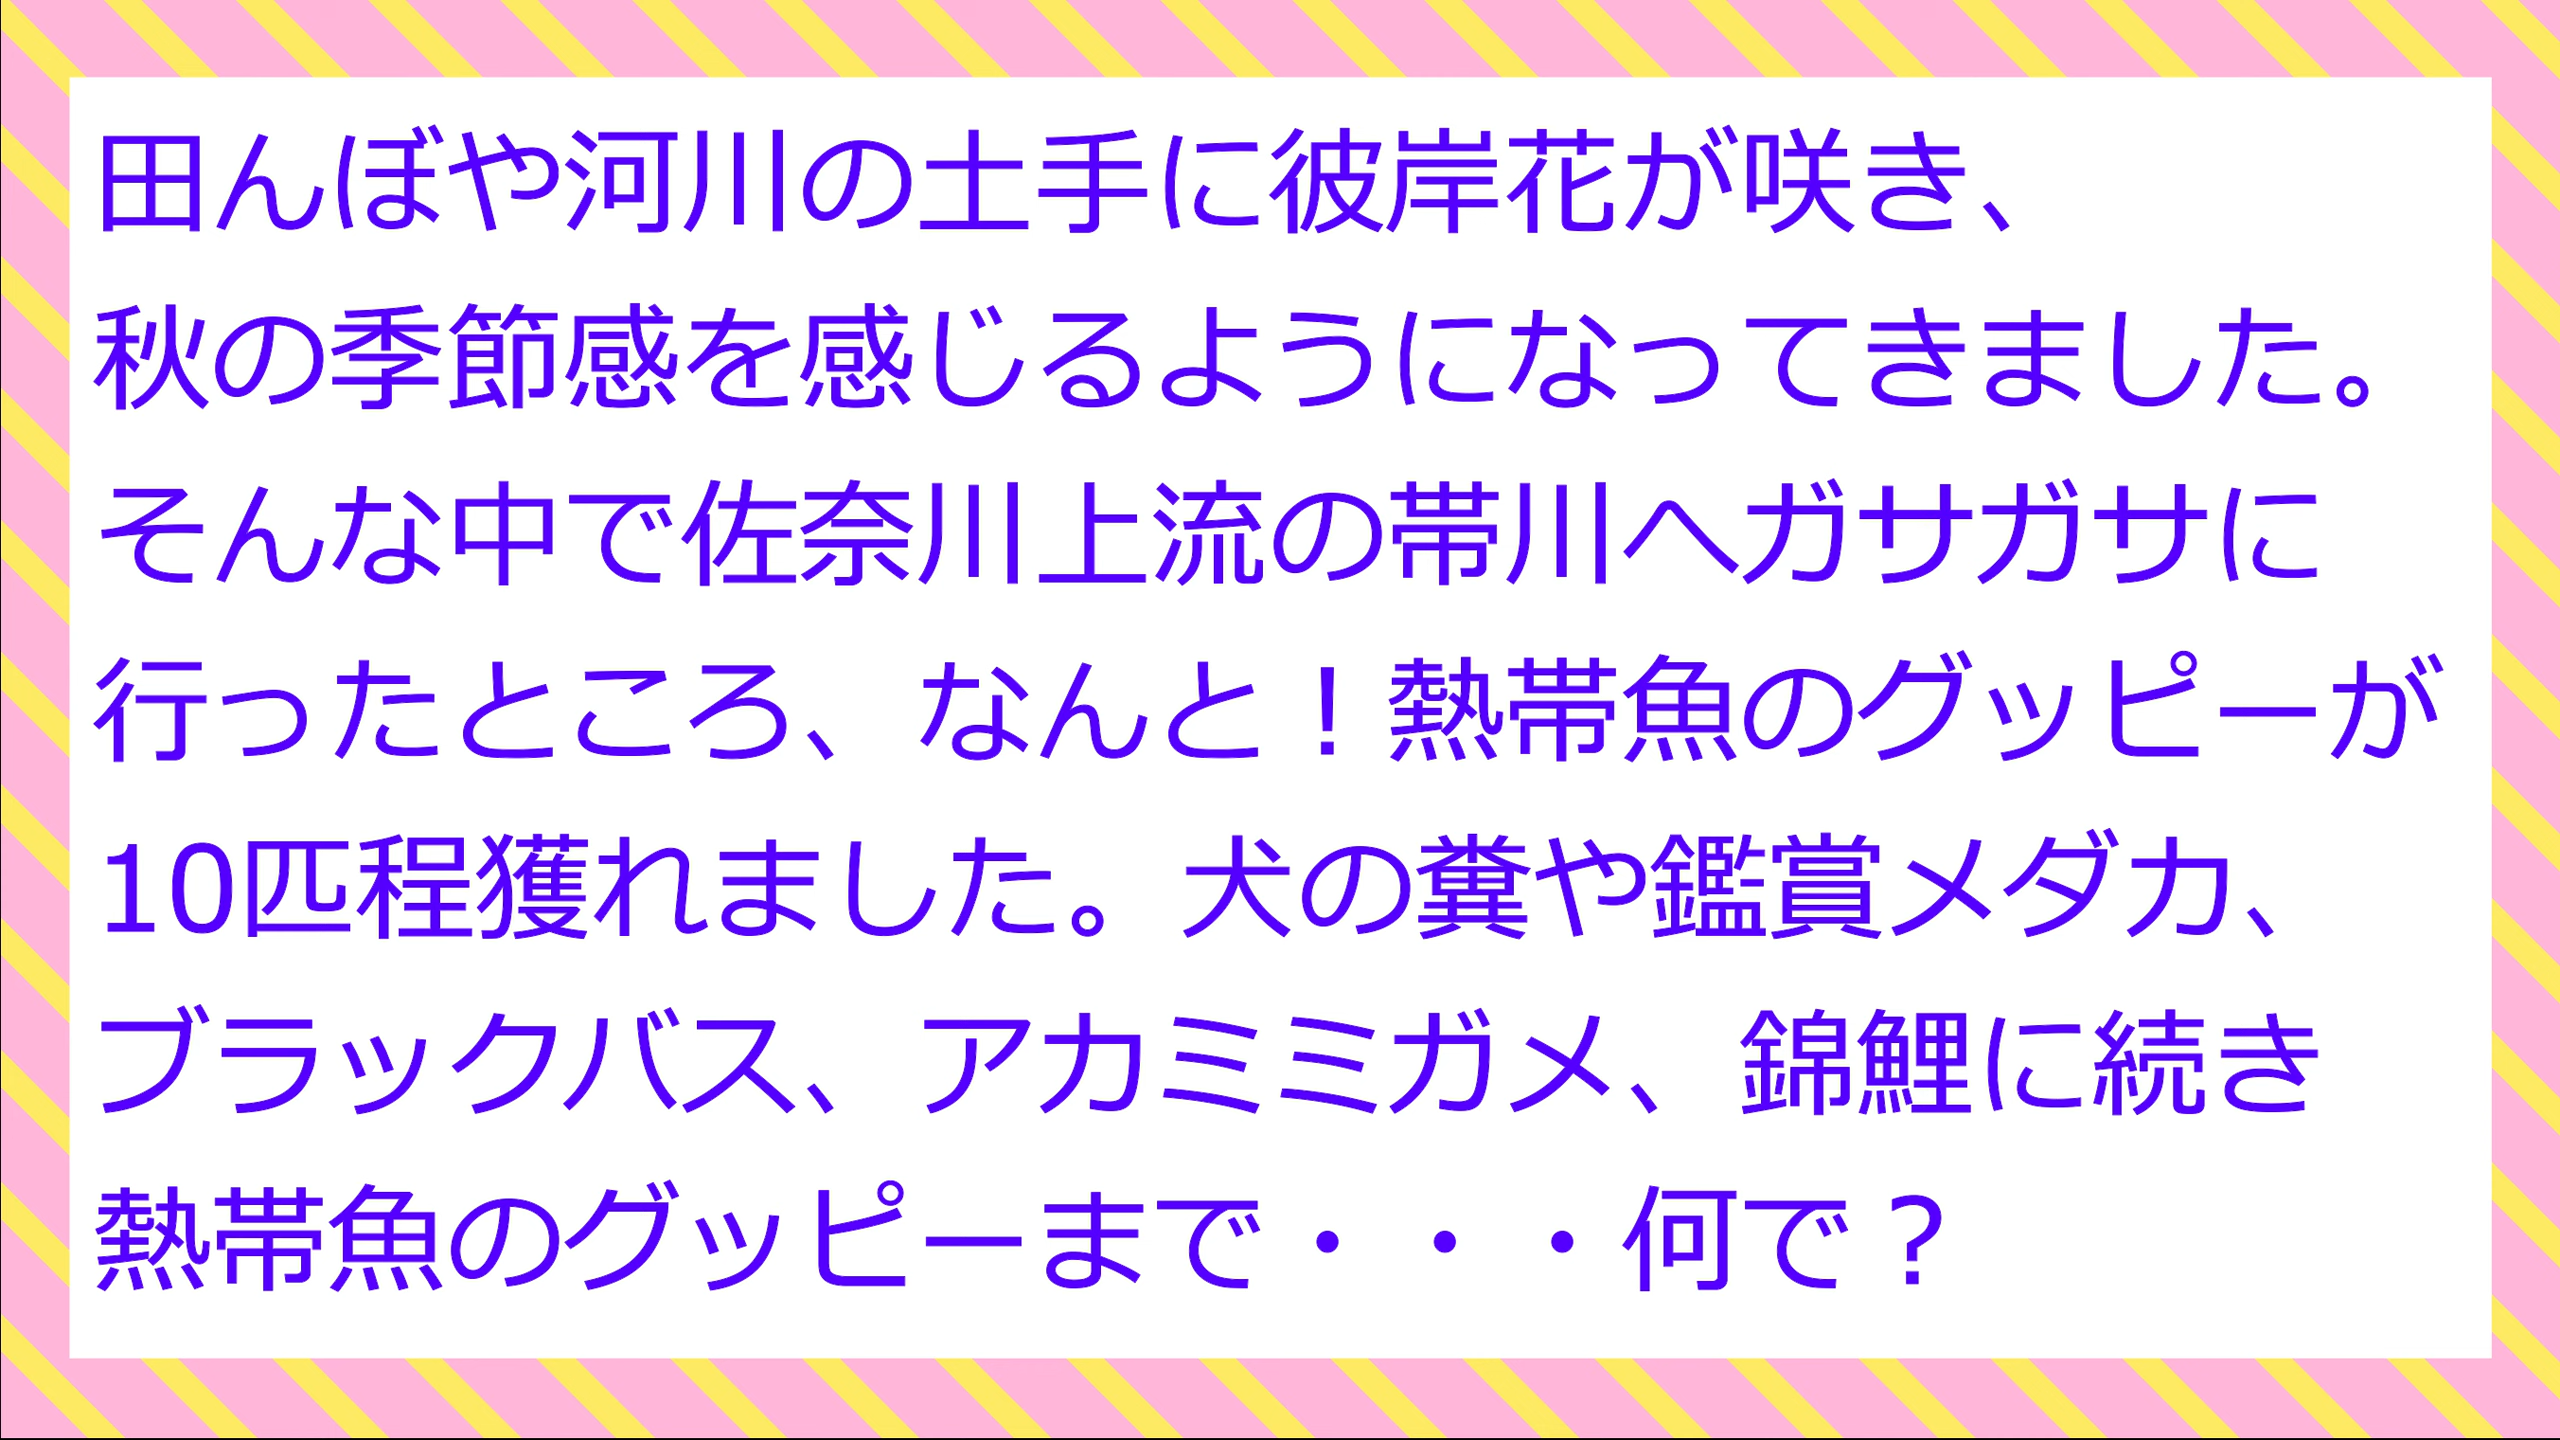 田んぼや河川の土手に彼岸花が咲き、
秋の季節感を感じるようになってきました。
そんな中で佐奈川上流の帯川へガサガサに
行ったところ、なんと！熱帯魚のグッピーが
10匹程獲れました。犬の糞や鑑賞メダカ、
ブラックバス、アカミミガメ、錦鯉に続き
熱帯魚のグッピーまで・・・何で？